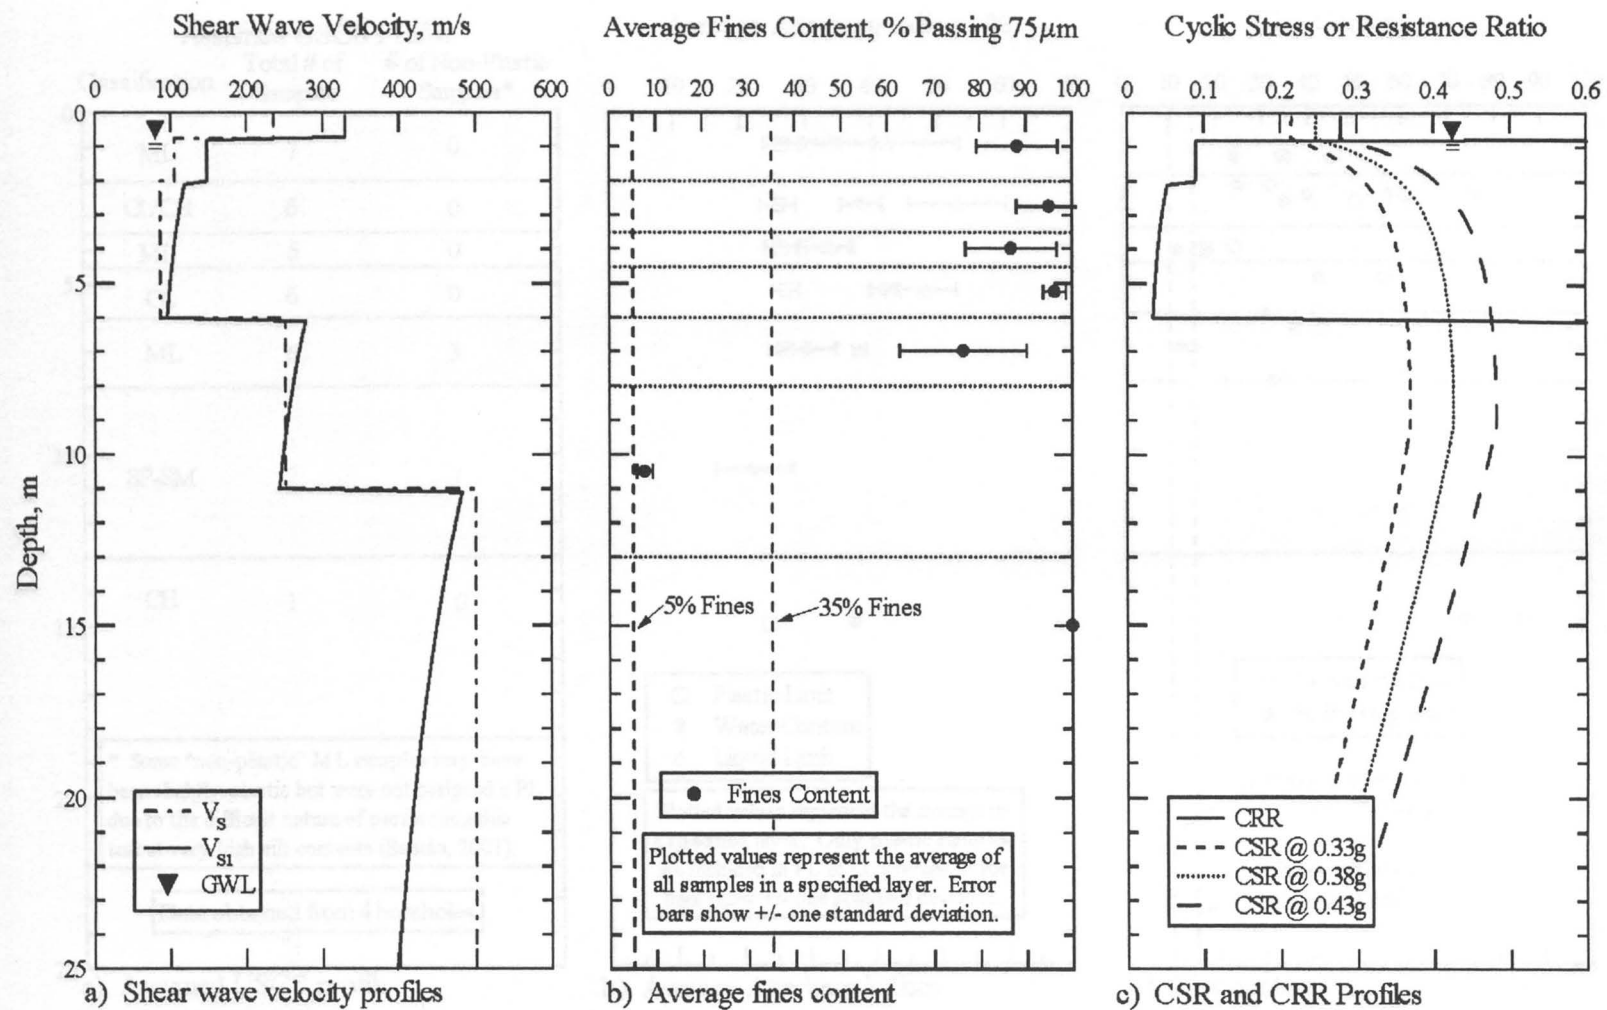 Shear Wave Velocity, m/s
0 100 200 300 400 500 600
Average Fines Content, % Passing 75μm
0 10 20 30 40 50 60 70 80 90 100
Cyclic Stress or Resistance Ratio
0 0.1 0.2 0.3 0.4 0.5 0.6
Depth, m
0
5
10
15
20
25
V_S
V_S1
GWL
a) Shear wave velocity profiles
5% Fines
35% Fines
Fines Content
Plotted values represent the average of
all samples in a specified layer. Error
bars show +/- one standard deviation.
b) Average fines content
CRR
CSR @ 0.33g
CSR @ 0.38g
CSR @ 0.43g
c) CSR and CRR Profiles